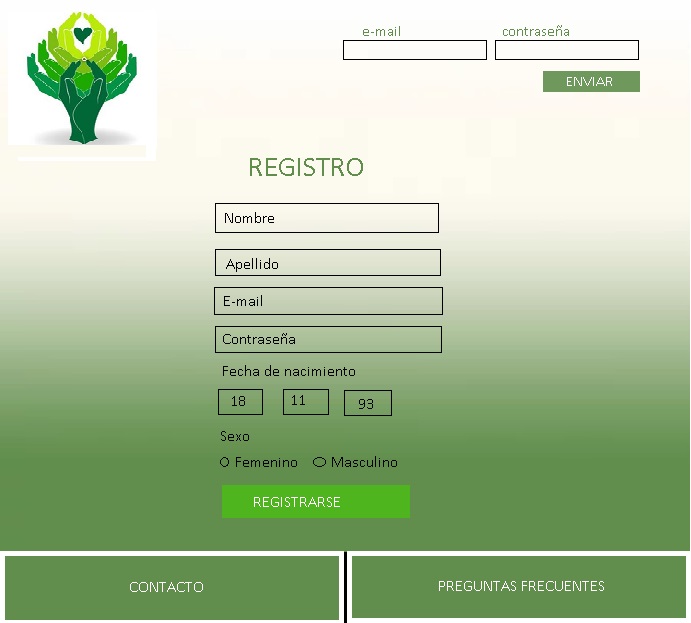 e-mail contraseña
ENVIAR
REGISTRO
Nombre
Apellido
E-mail
Contraseña
Fecha de nacimiento
18 11 93
Sexo
Femenino Masculino
REGISTRARSE
CONTACTO PREGUNTAS FRECUENTES